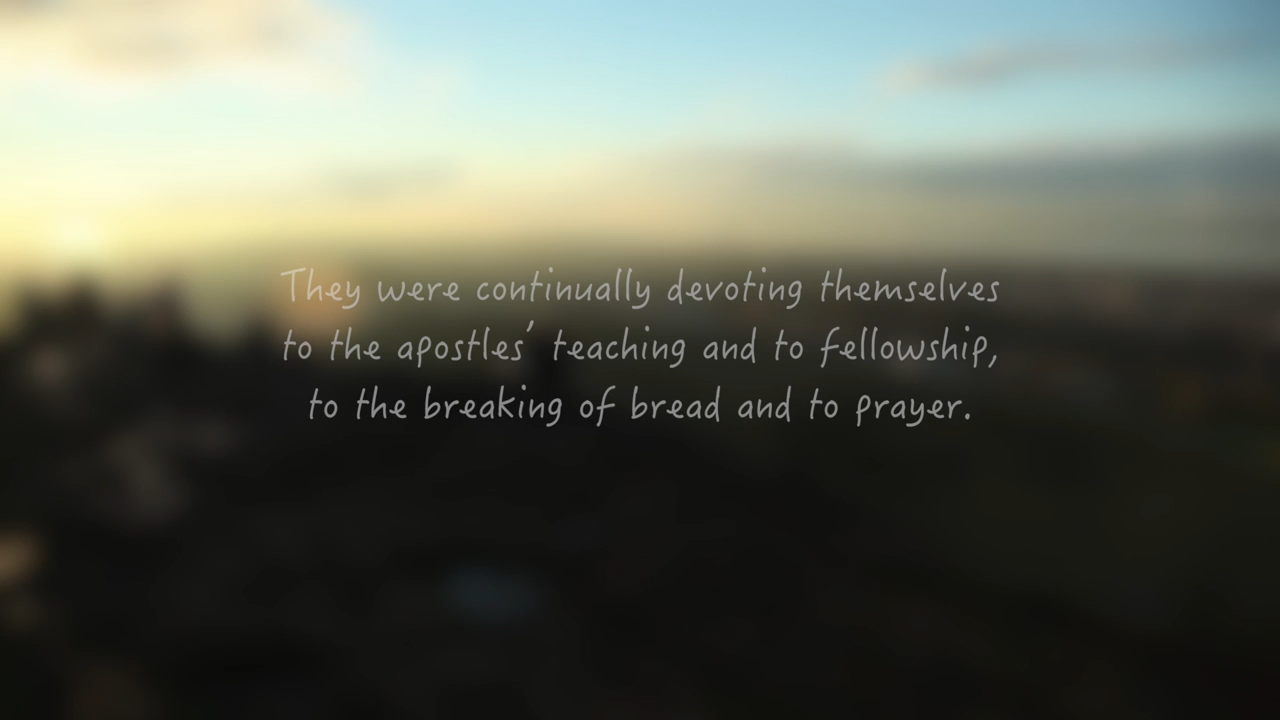 They were continually devoting themselves
to the apostles’ teaching and to fellowship,
to the breaking of bread and to prayer.